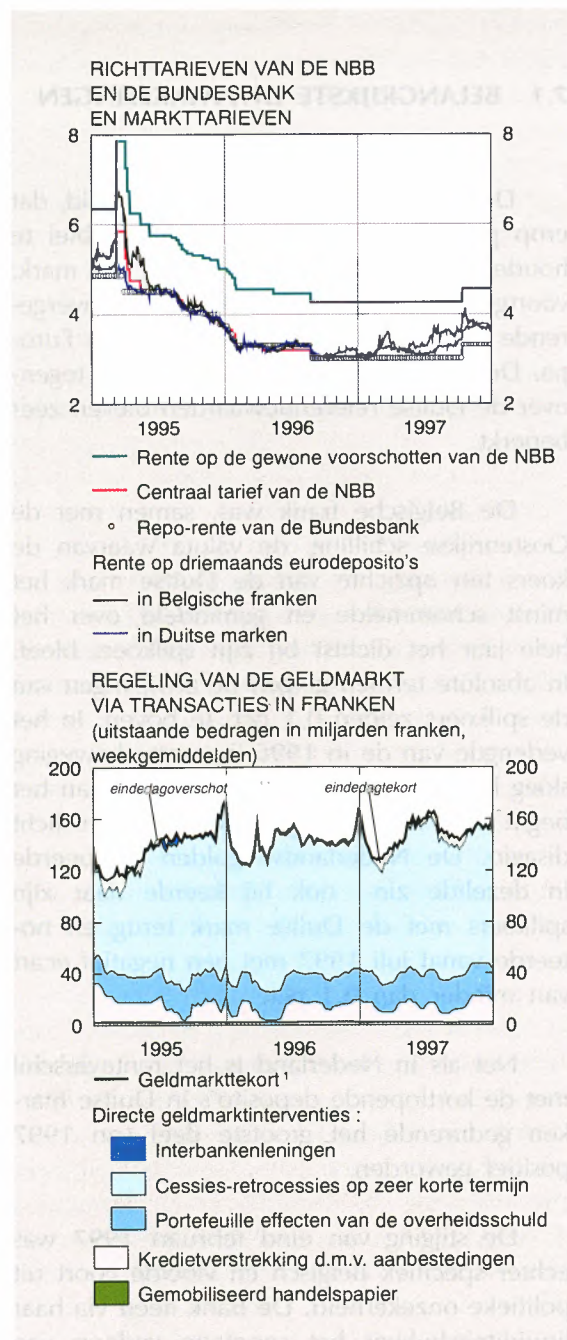 RICHTTARIEVEN VAN DE NBB
EN DE BUNDESBANK
EN MARKTTARIEVEN
8 8
6 6
4 4
2 2
1995 1996 1997
Rente op de gewone voorschotten van de NBB
Centraal tarief van de NBB
Repo-rente van de Bundesbank
Rente op driemaands eurodeposito's
in Belgische franken
in Duitse marken
REGELING VAN DE GELDMARKT
VIA TRANSACTIES IN FRANKEN
(uitstaande bedragen in miljarden franken,
weekgemiddelden)
200 200
eindedagoverschot eindedagtekort
160 160
120 120
80 80
40 40
0 0
1995 1996 1997
Geldmarkttekort ¹
Directe geldmarktinterventies :
Interbankenleningen
Cessies-retrocessies op zeer korte termijn
Portefeuille effecten van de overheidsschuld
Kredietverstrekking d.m.v. aanbestedingen
Gemobiliseerd handelspapier